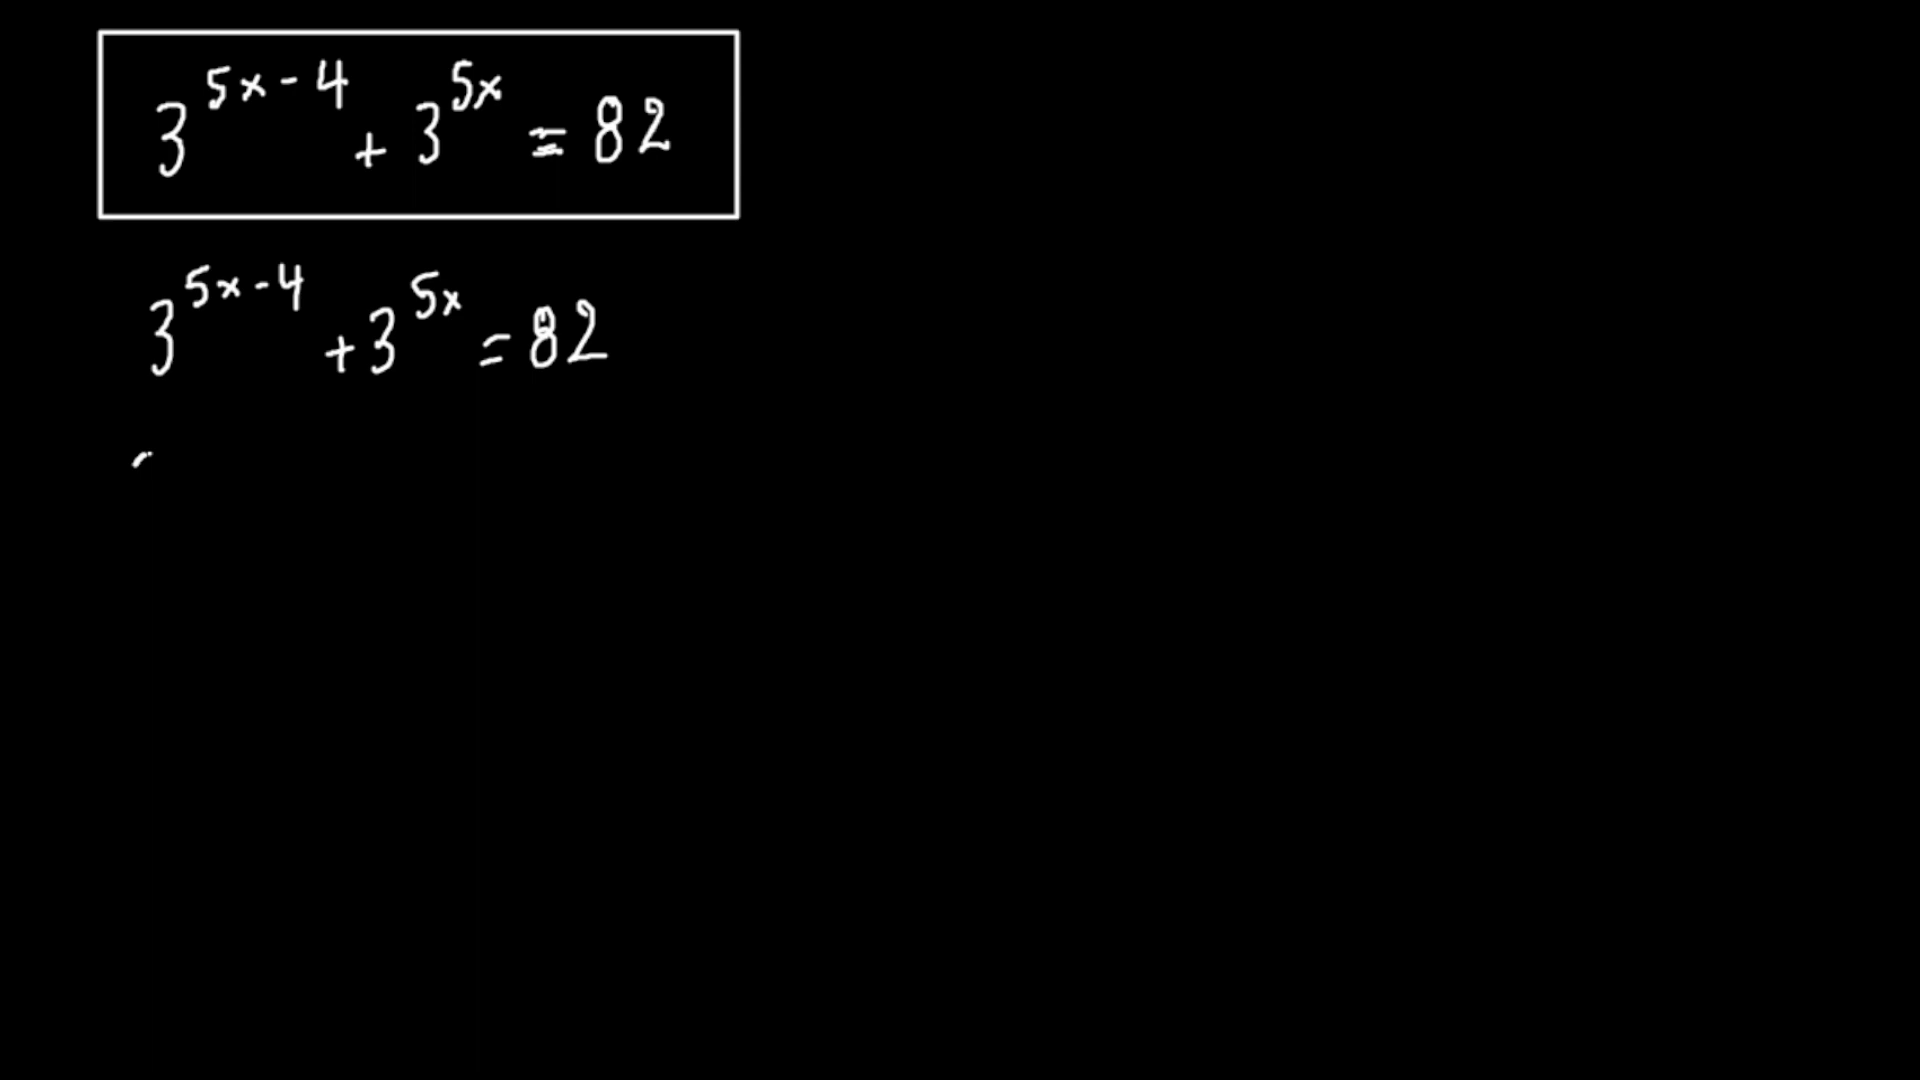 3^{5x-4} + 3^{5x} = 82
3^{5x-4} + 3^{5x} = 82